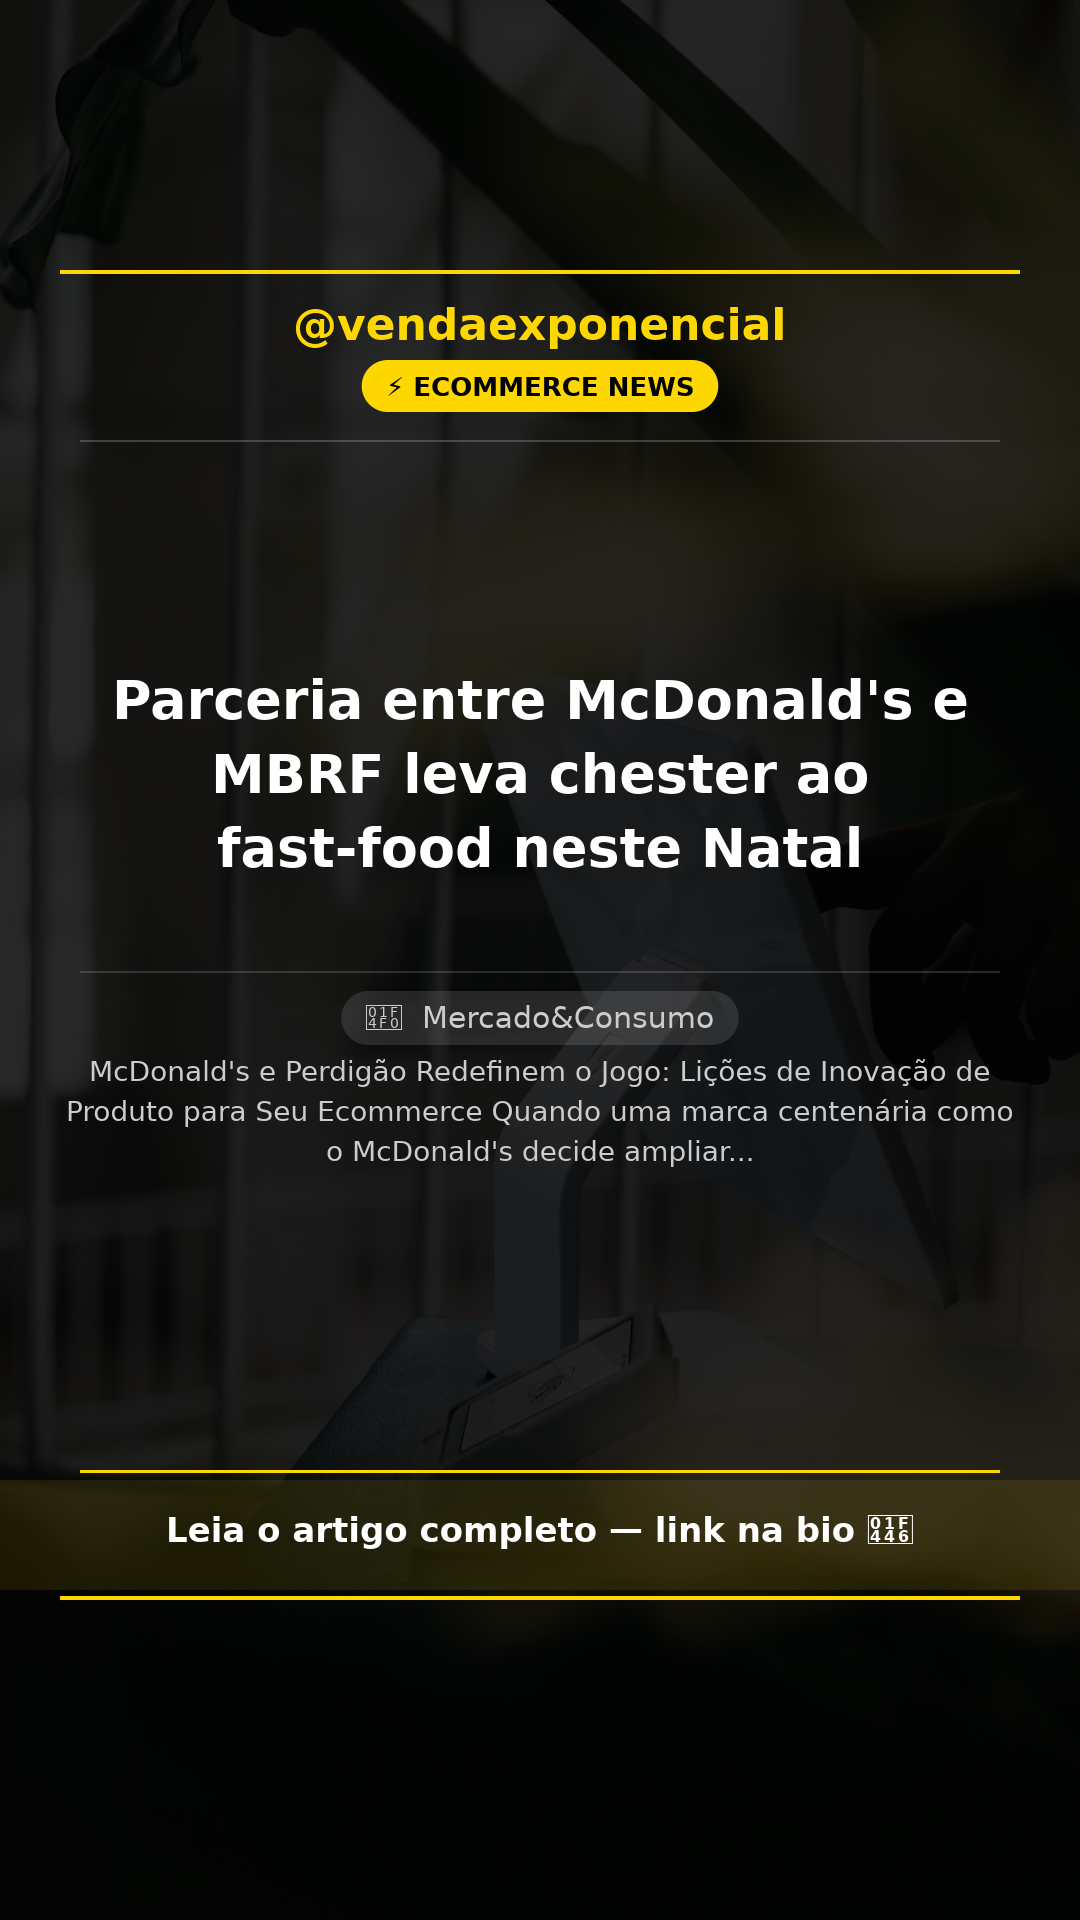 @vendaexponencial
⚡ ECOMMERCE NEWS
Parceria entre McDonald's e
MBRF leva chester ao
fast-food neste Natal
Mercado&Consumo
McDonald's e Perdigão Redefinem o Jogo: Lições de Inovação de
Produto para Seu Ecommerce Quando uma marca centenária como
o McDonald's decide ampliar...
Leia o artigo completo — link na bio